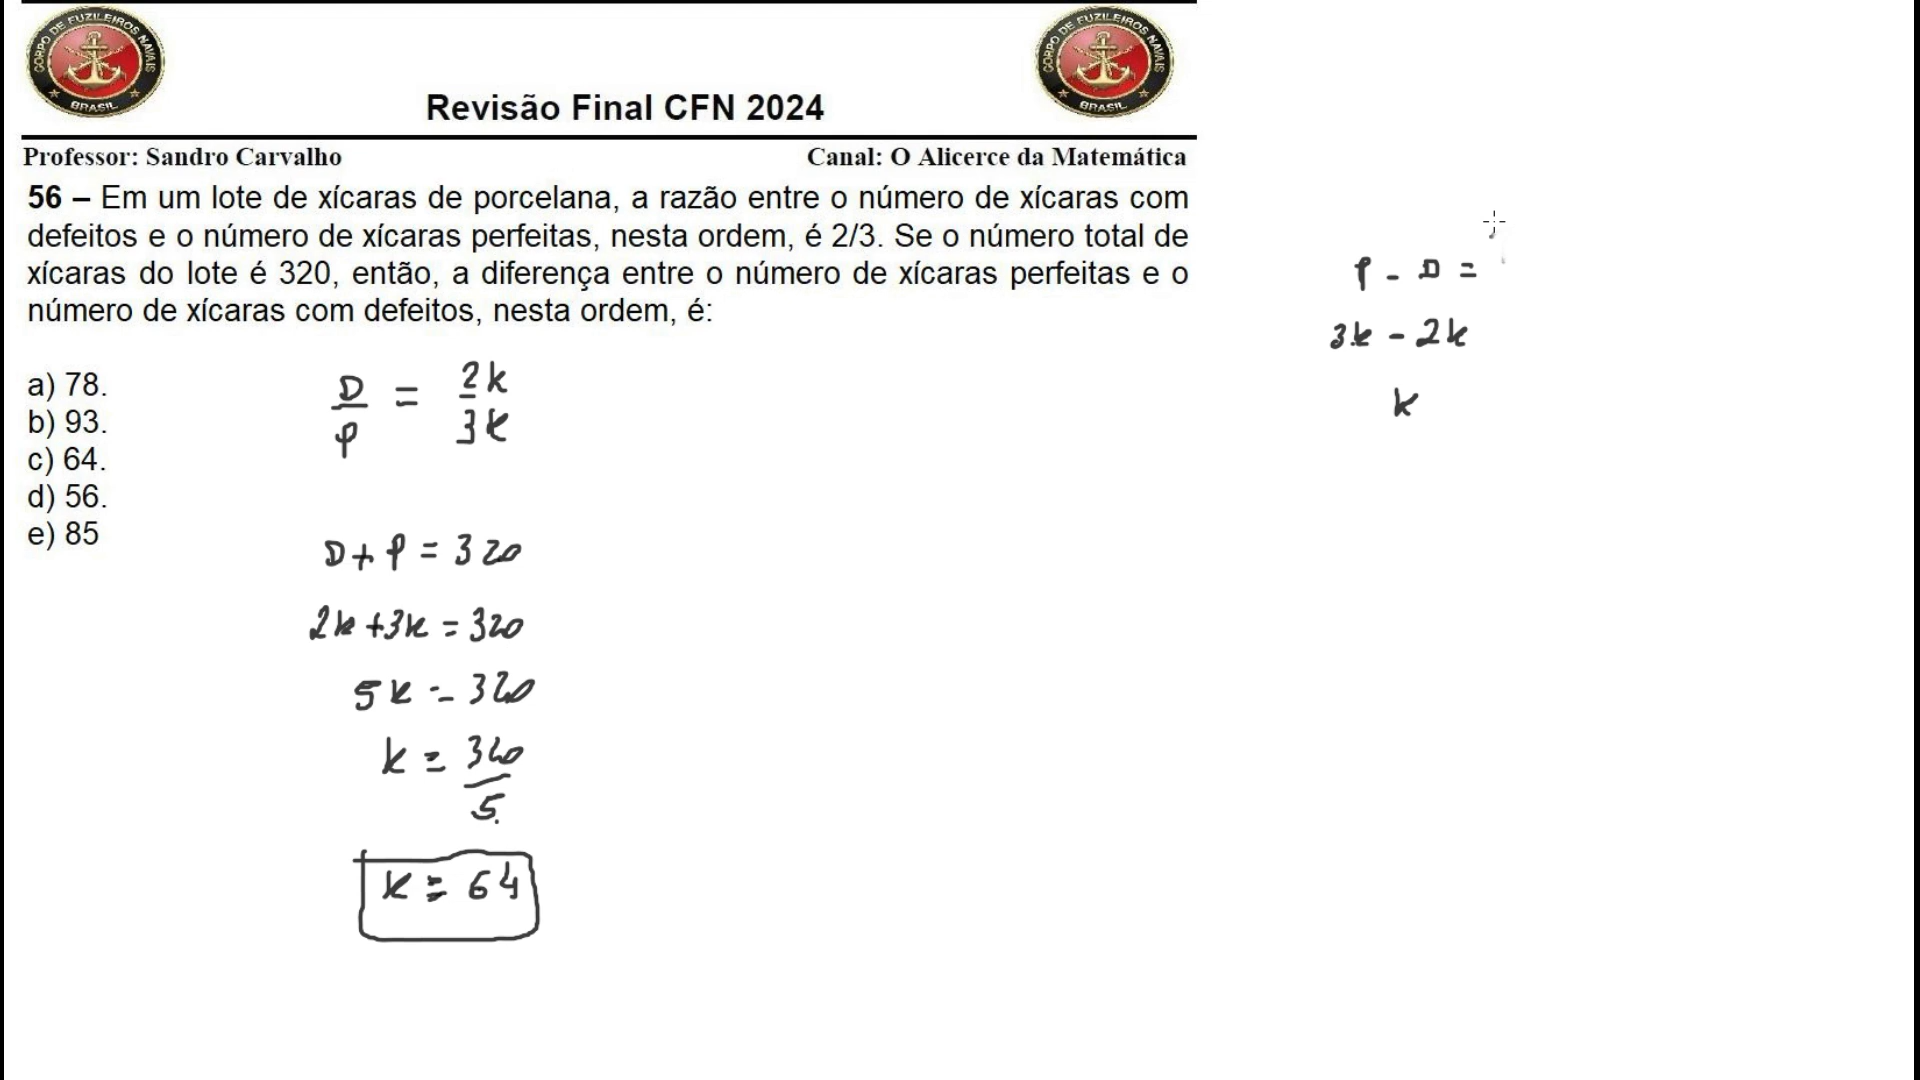 CORPO DE FUZILEIROS NAVAIS
BRASIL
CORPO DE FUZILEIROS NAVAIS
BRASIL
Revisão Final CFN 2024
Professor: Sandro Carvalho Canal: O Alicerce da Matemática
56 – Em um lote de xícaras de porcelana, a razão entre o número de xícaras com
defeitos e o número de xícaras perfeitas, nesta ordem, é 2/3. Se o número total de
xícaras do lote é 320, então, a diferença entre o número de xícaras perfeitas e o
número de xícaras com defeitos, nesta ordem, é:
a) 78.
b) 93.
c) 64.
d) 56.
e) 85
D/P = 2k/3k
D + P = 320
2k + 3k = 320
5k = 320
k = 320/5
k = 64
P - D =
3k - 2k
k